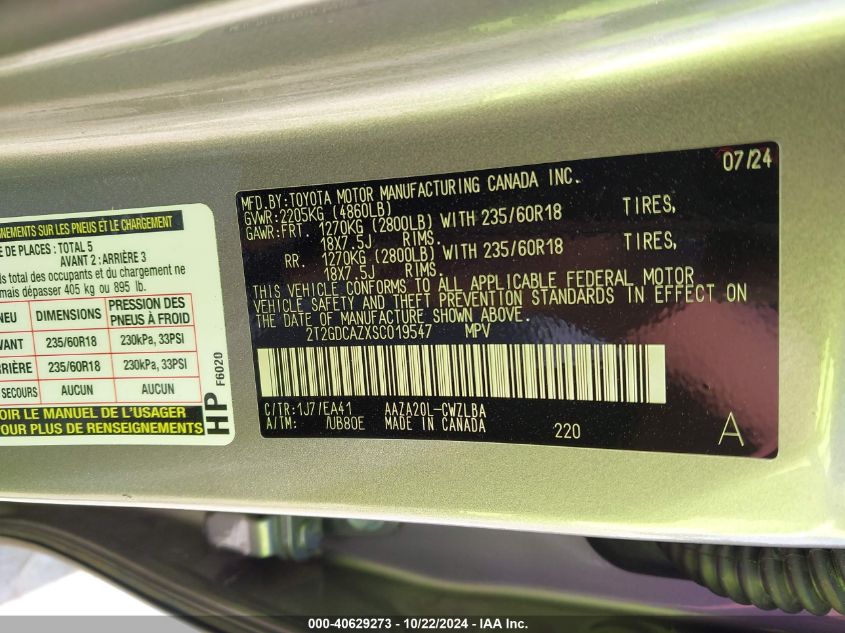 GNEMENTS SUR LES PNEUS ET LE CHARGEMENT
E DE PLACES : TOTAL 5
AVANT 2 : ARRIÈRE 3
is total des occupants et du chargement ne
mais dépasser 405 kg ou 895 lb.
NEU DIMENSIONS PRESSION DES PNEUS À FROID
VANT 235/60R18 230kPa, 33PSI
RRIÈRE 235/60R18 230kPa, 33PSI
SECOURS AUCUN AUCUN
OIR LE MANUEL DE L'USAGER
POUR PLUS DE RENSEIGNEMENTS
HP F6020
07/24
MFD.BY:TOYOTA MOTOR MANUFACTURING CANADA INC.
GVWR:2205KG (4860LB)
GAWR:FRT. 1270KG (2800LB) WITH 235/60R18 TIRES,
18X7.5J RIMS.
RR. 1270KG (2800LB) WITH 235/60R18 TIRES,
18X7.5J RIMS.
THIS VEHICLE CONFORMS TO ALL APPLICABLE FEDERAL MOTOR
VEHICLE SAFETY AND THEFT PREVENTION STANDARDS IN EFFECT ON
THE DATE OF MANUFACTURE SHOWN ABOVE.
2T2GDCAZXSC019547 MPV
C/TR:1J7/EA41 AAZA20L-CWZLBA
A/TM: /UB80E MADE IN CANADA 220 A
000-40629273 - 10/22/2024 - IAA Inc.